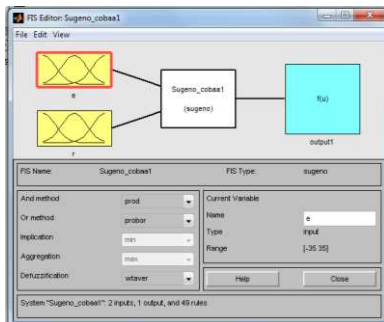 FIS Editor: Sugeno_cobaa1
File Edit View
e
r
Sugeno_cobaa1
(sugeno)
f(u)
output1
FIS Name: Sugeno_cobaa1 FIS Type: sugeno
And method prod
Or method probor
Implication min
Aggregation max
Defuzzification wtaver
Current Variable
Name e
Type input
Range [-35 35]
Help Close
System "Sugeno_cobaa1": 2 inputs, 1 output, and 49 rules